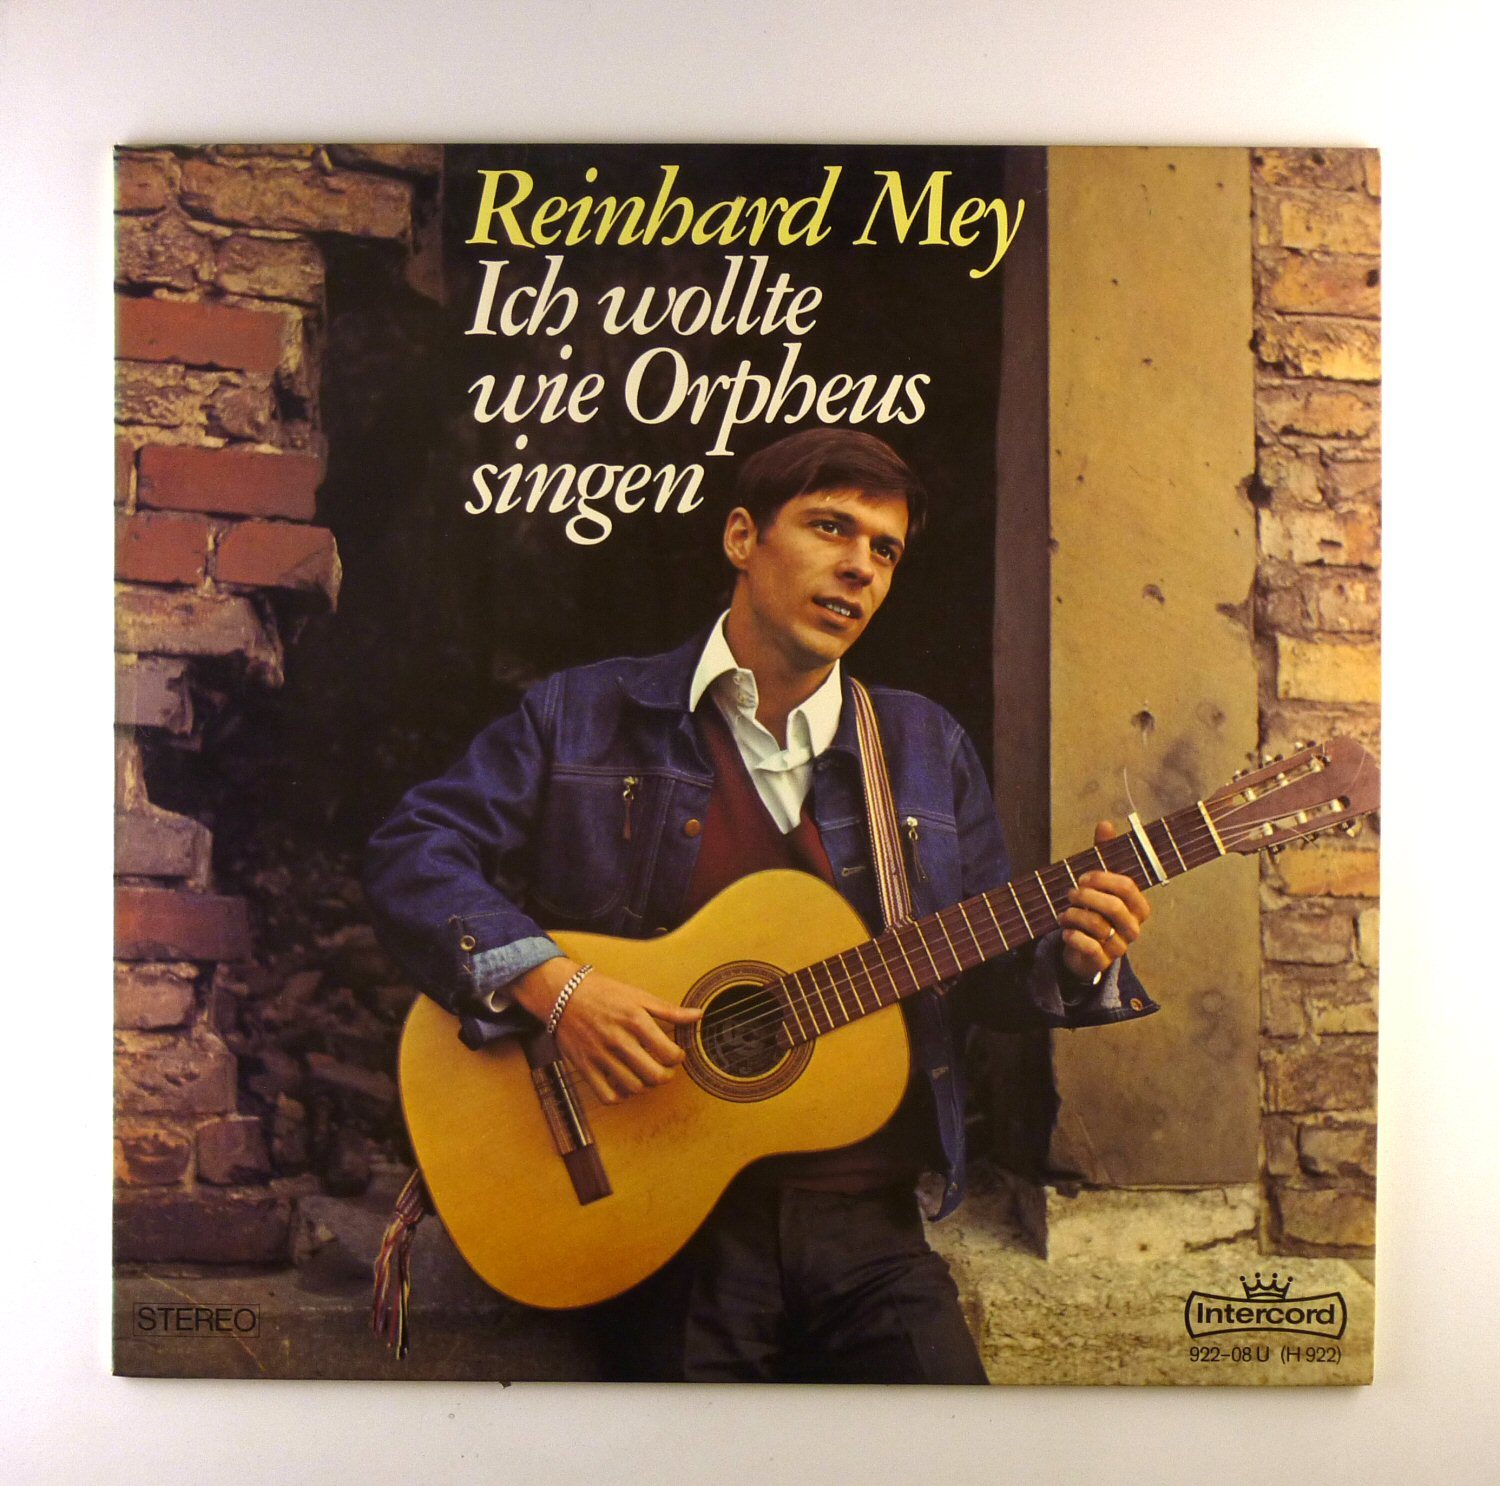 Reinhard Mey
Ich wollte
wie Orpheus
singen
STEREO
Intercord
922-08 U (H 922)